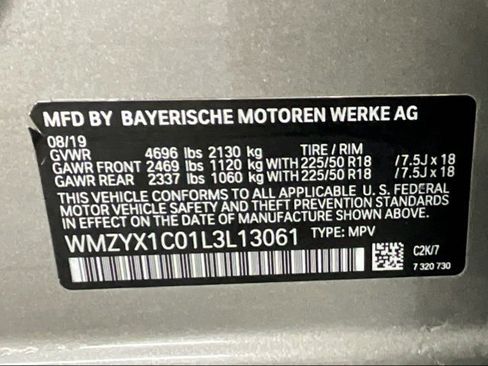 MFD BY BAYERISCHE MOTOREN WERKE AG
08/19
GVWR 4696 lbs 2130 kg TIRE / RIM
GAWR FRONT 2469 lbs 1120 kg WITH 225/50 R18 /7.5J x 18
GAWR REAR 2337 lbs 1060 kg WITH 225/50 R18 /7.5J x 18
THIS VEHICLE CONFORMS TO ALL APPLICABLE U. S. FEDERAL
MOTOR VEHICLE SAFETY STANDARDS IN
EFFECT ON THE DATE OF MANUFACTURE SHOWN ABOVE.
WMZYX1C01L3L13061 TYPE: MPV
C2K/7
7 320 730